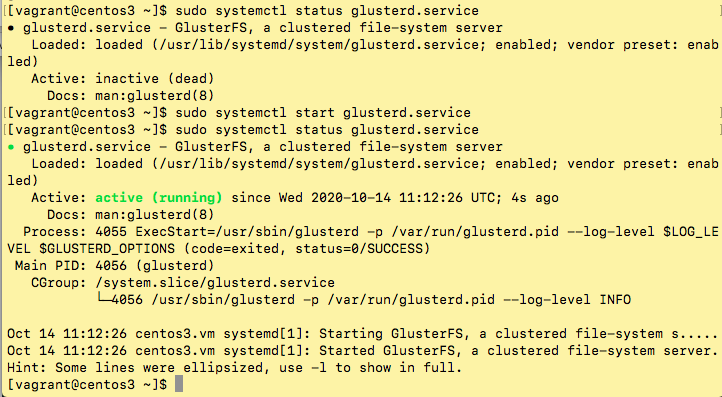 [[vagrant@centos3 ~]$ sudo systemctl status glusterd.service
● glusterd.service - GlusterFS, a clustered file-system server
Loaded: loaded (/usr/lib/systemd/system/glusterd.service; enabled; vendor preset: enab
led)
Active: inactive (dead)
Docs: man:glusterd(8)
[[vagrant@centos3 ~]$ sudo systemctl start glusterd.service
[[vagrant@centos3 ~]$ sudo systemctl status glusterd.service
● glusterd.service - GlusterFS, a clustered file-system server
Loaded: loaded (/usr/lib/systemd/system/glusterd.service; enabled; vendor preset: enab
led)
Active: active (running) since Wed 2020-10-14 11:12:26 UTC; 4s ago
Docs: man:glusterd(8)
Process: 4055 ExecStart=/usr/sbin/glusterd -p /var/run/glusterd.pid --log-level $LOG_LE
VEL $GLUSTERD_OPTIONS (code=exited, status=0/SUCCESS)
Main PID: 4056 (glusterd)
CGroup: /system.slice/glusterd.service
└─4056 /usr/sbin/glusterd -p /var/run/glusterd.pid --log-level INFO

Oct 14 11:12:26 centos3.vm systemd[1]: Starting GlusterFS, a clustered file-system s.....
Oct 14 11:12:26 centos3.vm systemd[1]: Started GlusterFS, a clustered file-system server.
Hint: Some lines were ellipsized, use -l to show in full.
[vagrant@centos3 ~]$